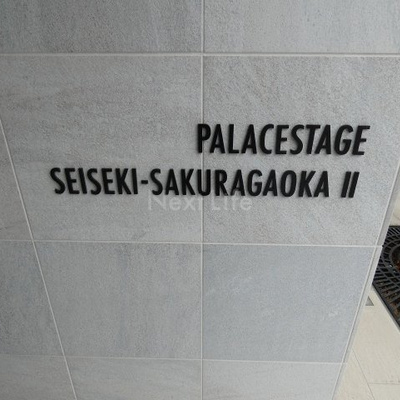 PALACESTAGE
SEISEKI-SAKURAGAOKA II
Next Life